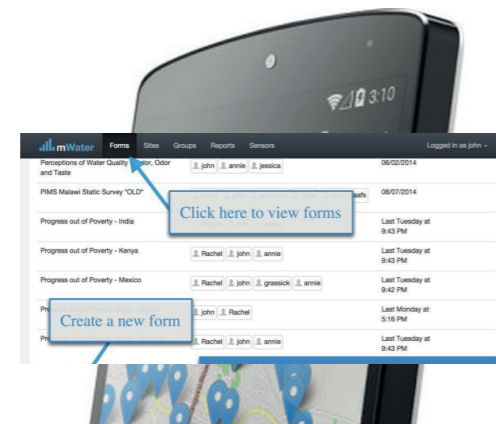 3:10
mWater Forms Sites Groups Reports Sensors Logged in as john
Perceptions of Water Quality Color, Odor john annie jessica 06/02/2014
and Taste
PIMS Malawi Static Survey *OLD* 08/07/2014
Click here to view forms
Progress out of Poverty - India Last Tuesday at
9:43 PM
Progress out of Poverty - Kenya Rachel john annie Last Tuesday at
9:43 PM
Progress out of Poverty - Mexico Rachel john grassick annie Last Tuesday at
9:42 PM
john Rachel Last Monday at
Create a new form 5:16 PM
Rachel john annie Last Tuesday at
9:43 PM